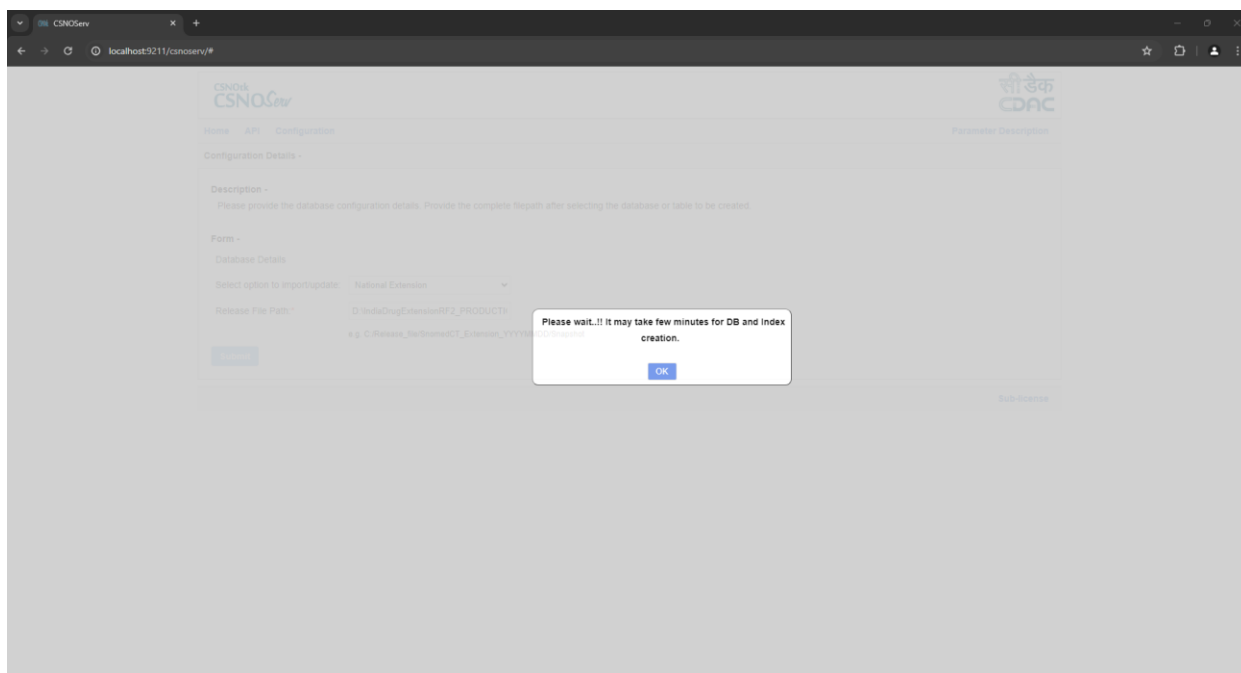 CSNOServ
localhost:9211/csnoserv/#
CSNOtk
CSNOServ
सी डैक
CDAC
Home API Configuration
Parameter Description
Configuration Details -
Description -
Please provide the database configuration details. Provide the complete filepath after selecting the database or table to be created.
Form -
Database Details
Select option to import/update: National Extension
Release File Path:*
e.g. C:/Release_file/SnomedCT_Extension_YYYYMMDD/Snapshot
Please wait..!! It may take few minutes for DB and Index
creation.
OK
Submit
Sub-license